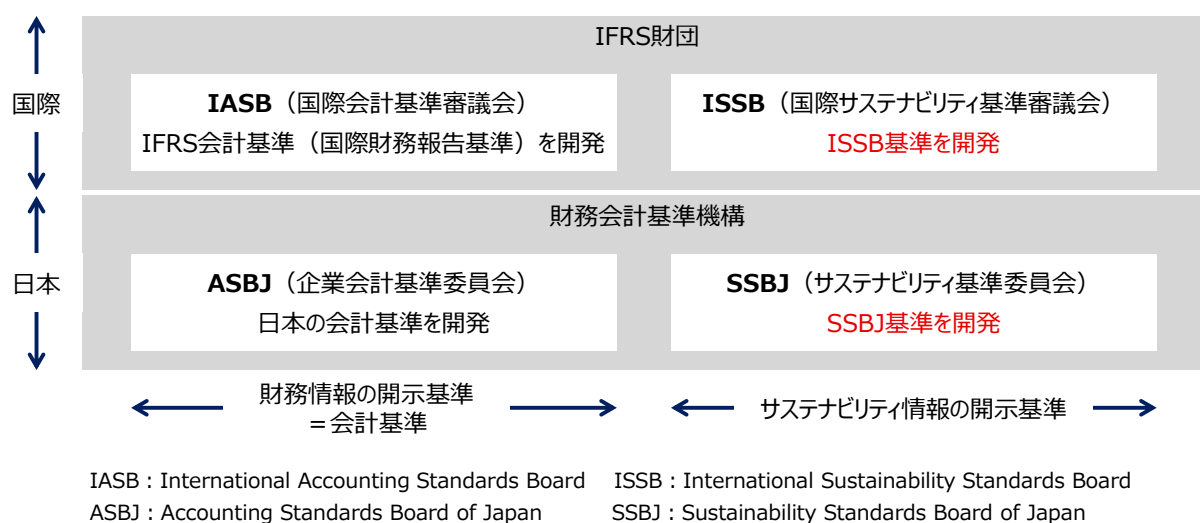 IFRS財団
国際
IASB（国際会計基準審議会）
IFRS会計基準（国際財務報告基準）を開発
ISSB（国際サステナビリティ基準審議会）
ISSB基準を開発
財務会計基準機構
日本
ASBJ（企業会計基準委員会）
日本の会計基準を開発
SSBJ（サステナビリティ基準委員会）
SSBJ基準を開発
財務情報の開示基準
＝会計基準
サステナビリティ情報の開示基準
IASB : International Accounting Standards Board
ISSB : International Sustainability Standards Board
ASBJ : Accounting Standards Board of Japan
SSBJ : Sustainability Standards Board of Japan